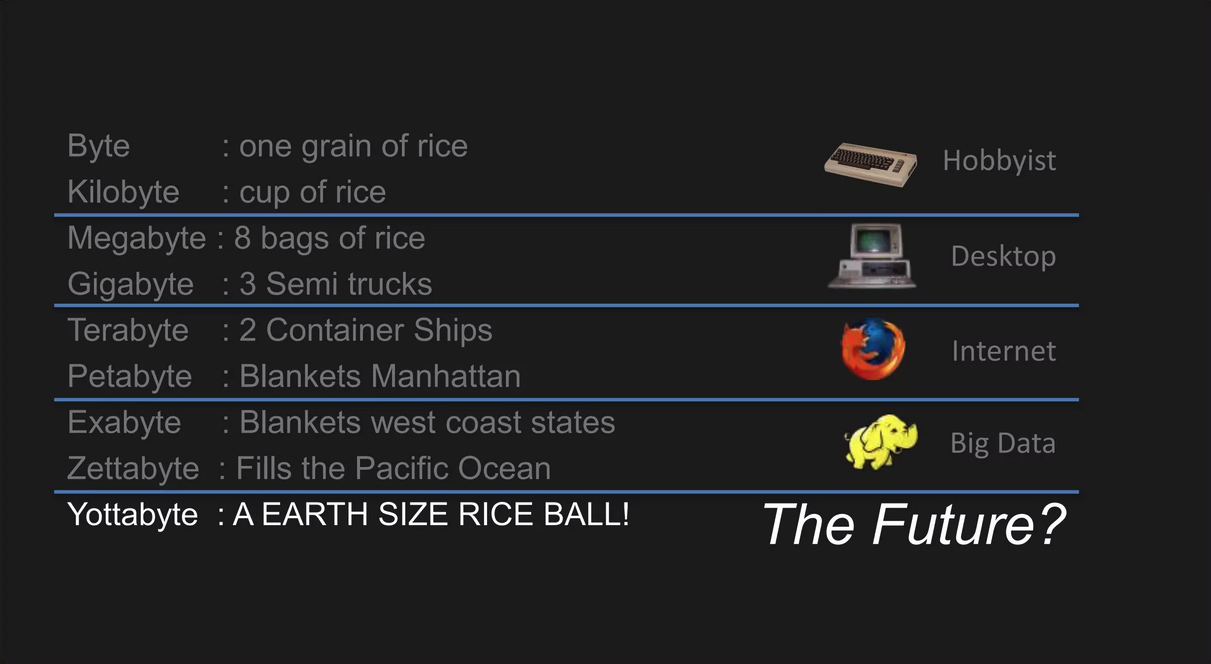 Byte : one grain of rice
Hobbyist
Kilobyte : cup of rice
Megabyte : 8 bags of rice
Desktop
Gigabyte : 3 Semi trucks
Terabyte : 2 Container Ships
Internet
Petabyte : Blankets Manhattan
Exabyte : Blankets west coast states
Big Data
Zettabyte : Fills the Pacific Ocean
Yottabyte : A EARTH SIZE RICE BALL!
The Future?